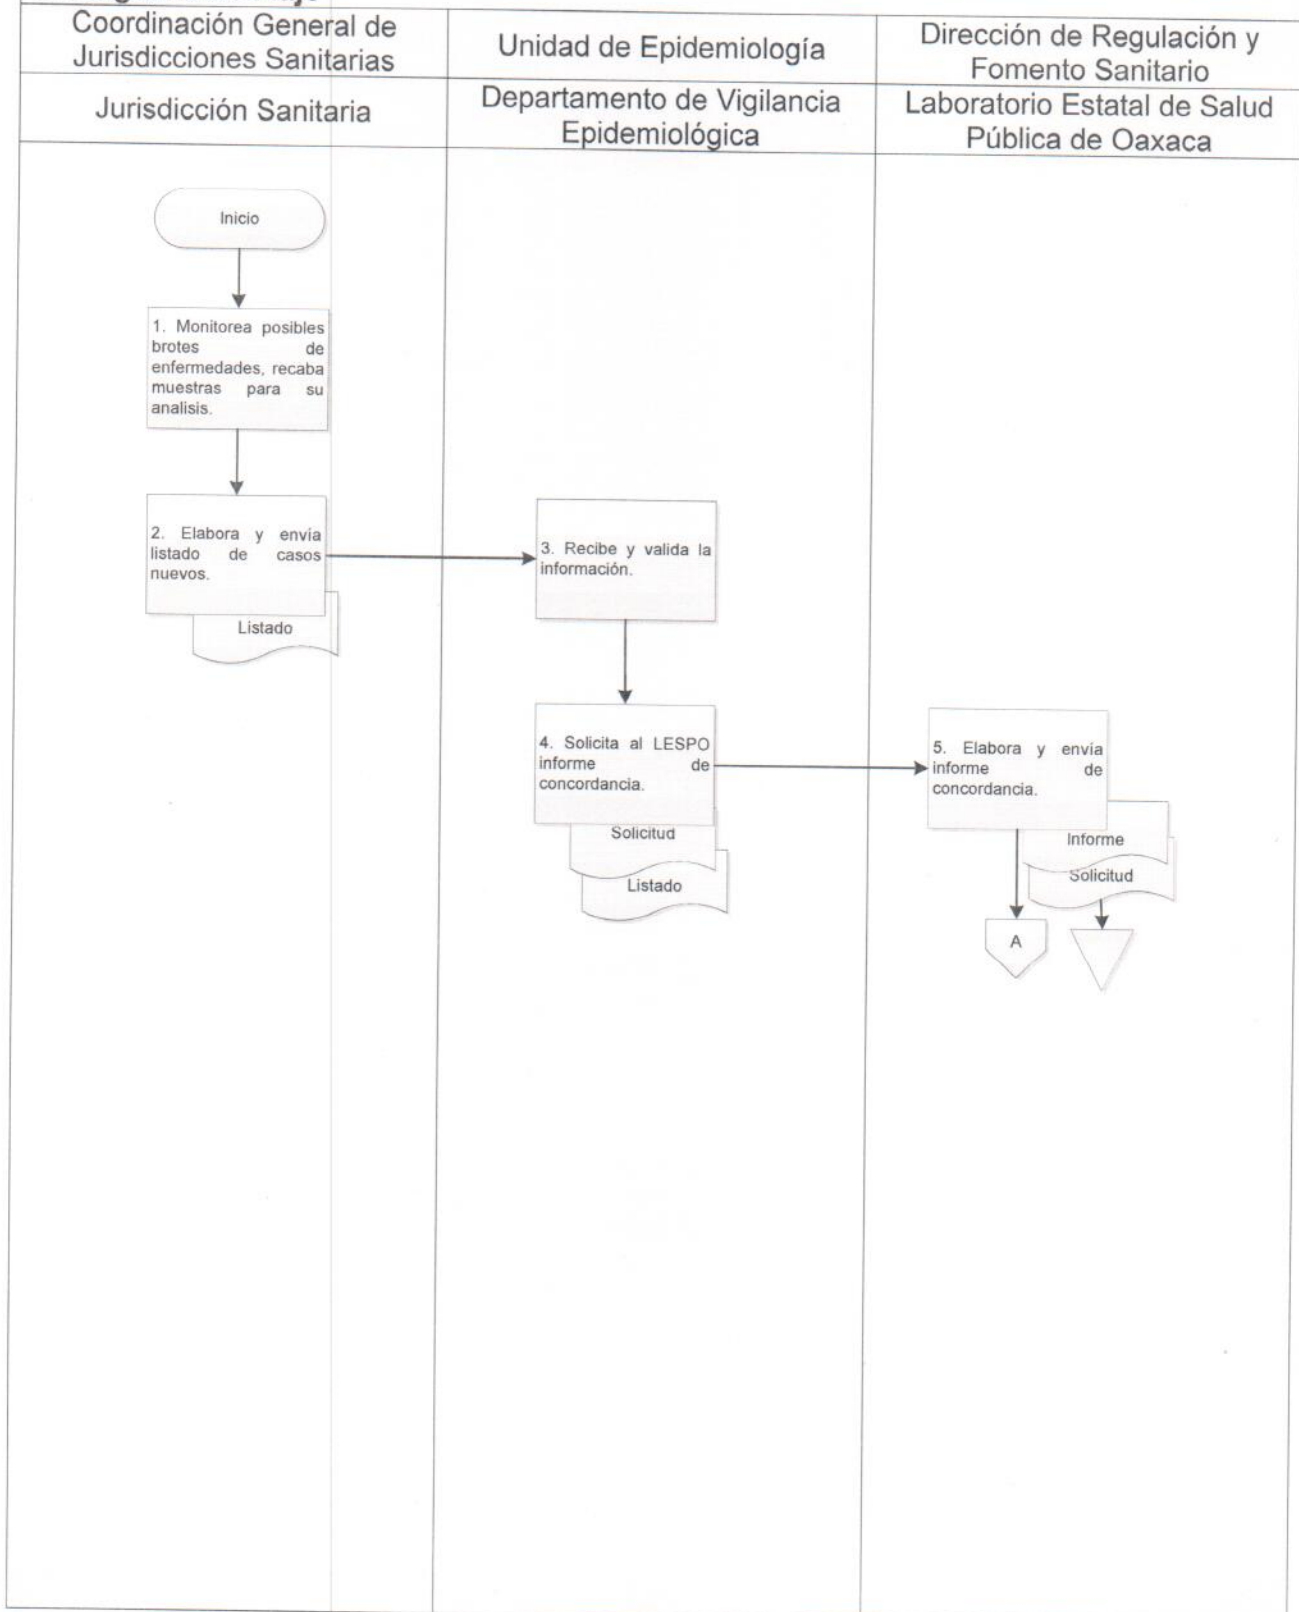 Coordinación General de
Jurisdicciones Sanitarias
Unidad de Epidemiología
Dirección de Regulación y
Fomento Sanitario
Jurisdicción Sanitaria
Departamento de Vigilancia
Epidemiológica
Laboratorio Estatal de Salud
Pública de Oaxaca
Inicio
1. Monitorea posibles
brotes de
enfermedades, recaba
muestras para su
analisis.
2. Elabora y envía
listado de casos
nuevos.
Listado
3. Recibe y valida la
información.
4. Solicita al LESPO
informe de
concordancia.
Solicitud
Listado
5. Elabora y envía
informe de
concordancia.
Informe
Solicitud
A